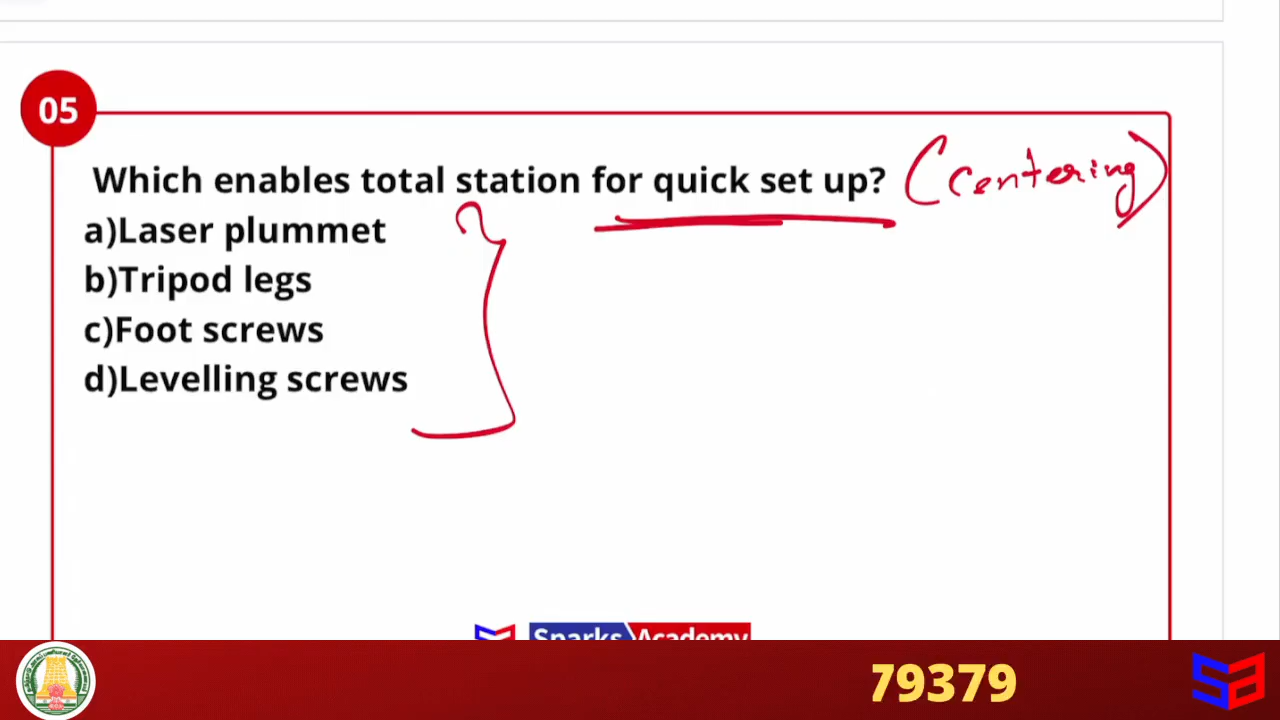 05
Which enables total station for quick set up? (Centering)
a)Laser plummet
b)Tripod legs
c)Foot screws
d)Levelling screws
Sparks Academy
79379